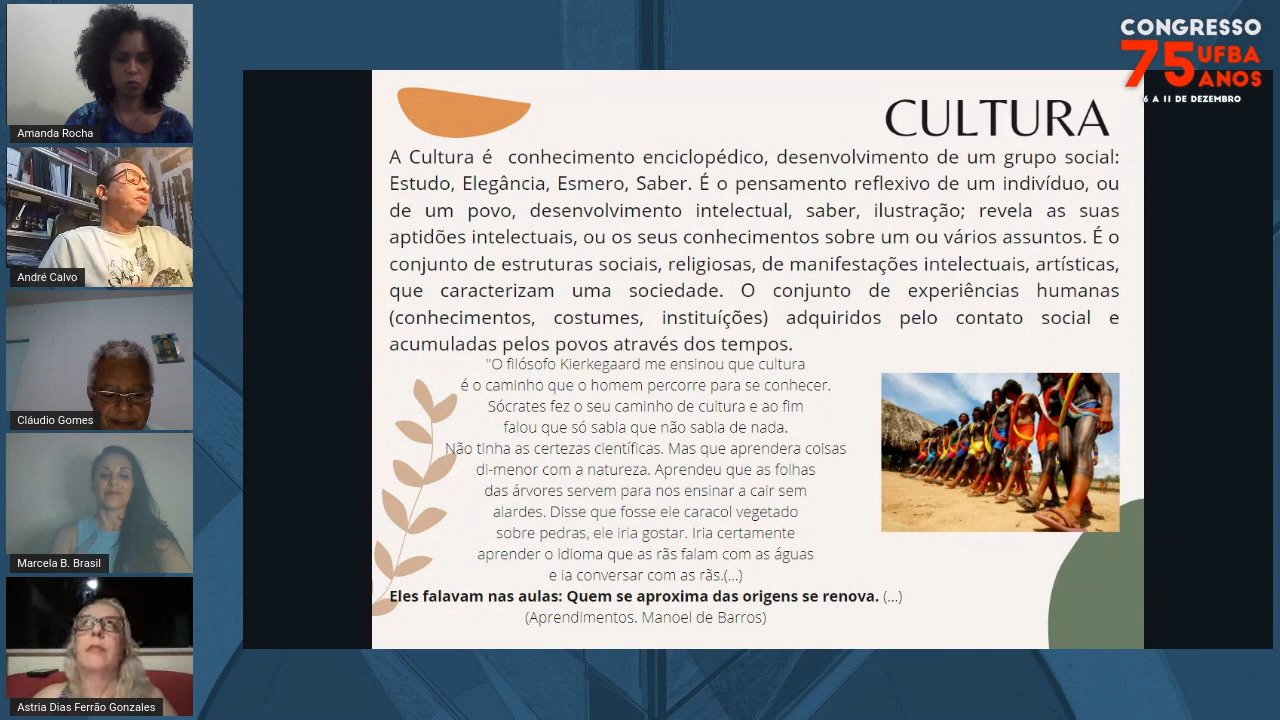 CONGRESSO
75 UFBA
ANOS
6 A 11 DE DEZEMBRO
Amanda Rocha
André Calvo
Cláudio Gomes
Marcela B. Brasil
Astria Dias Ferrão Gonzales
CULTURA
A Cultura é conhecimento enciclopédico, desenvolvimento de um grupo social:
Estudo, Elegância, Esmero, Saber. É o pensamento reflexivo de um indivíduo, ou
de um povo, desenvolvimento intelectual, saber, ilustração; revela as suas
aptidões intelectuais, ou os seus conhecimentos sobre um ou vários assuntos. É o
conjunto de estruturas sociais, religiosas, de manifestações intelectuais, artísticas,
que caracterizam uma sociedade. O conjunto de experiências humanas
(conhecimentos, costumes, instituíções) adquiridos pelo contato social e
acumuladas pelos povos através dos tempos.
"O filósofo Kierkegaard me ensinou que cultura
é o caminho que o homem percorre para se conhecer.
Sócrates fez o seu caminho de cultura e ao fim
falou que só sabia que não sabia de nada.
Não tinha as certezas científicas. Mas que aprendera coisas
di-menor com a natureza. Aprendeu que as folhas
das árvores servem para nos ensinar a cair sem
alardes. Disse que fosse ele caracol vegetado
sobre pedras, ele iria gostar. Iria certamente
aprender o idioma que as rãs falam com as águas
e ia conversar com as rãs.(...)
Eles falavam nas aulas: Quem se aproxima das origens se renova. (...)
(Aprendimentos. Manoel de Barros)